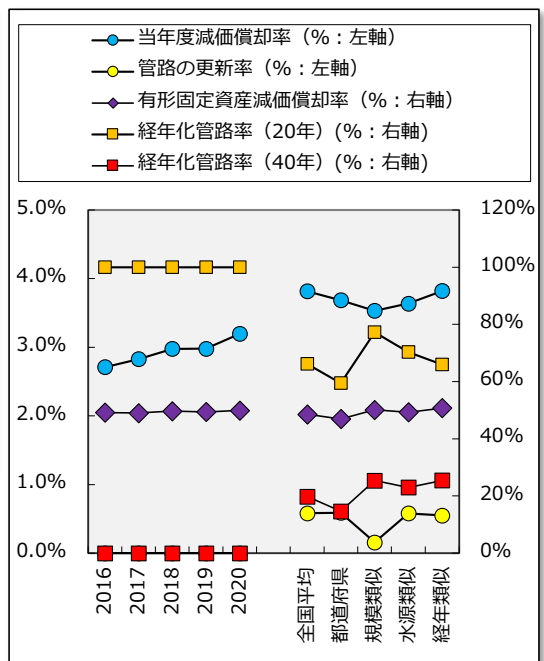 当年度減価償却率（%：左軸）
管路の更新率（%：左軸）
有形固定資産減価償却率（%：右軸）
経年化管路率（20年）(%：右軸)
経年化管路率（40年）(%：右軸)
5.0%
4.0%
3.0%
2.0%
1.0%
0.0%
120%
100%
80%
60%
40%
20%
0%
2016
2017
2018
2019
2020
全国平均
都道府県
規模類似
水源類似
経年類似